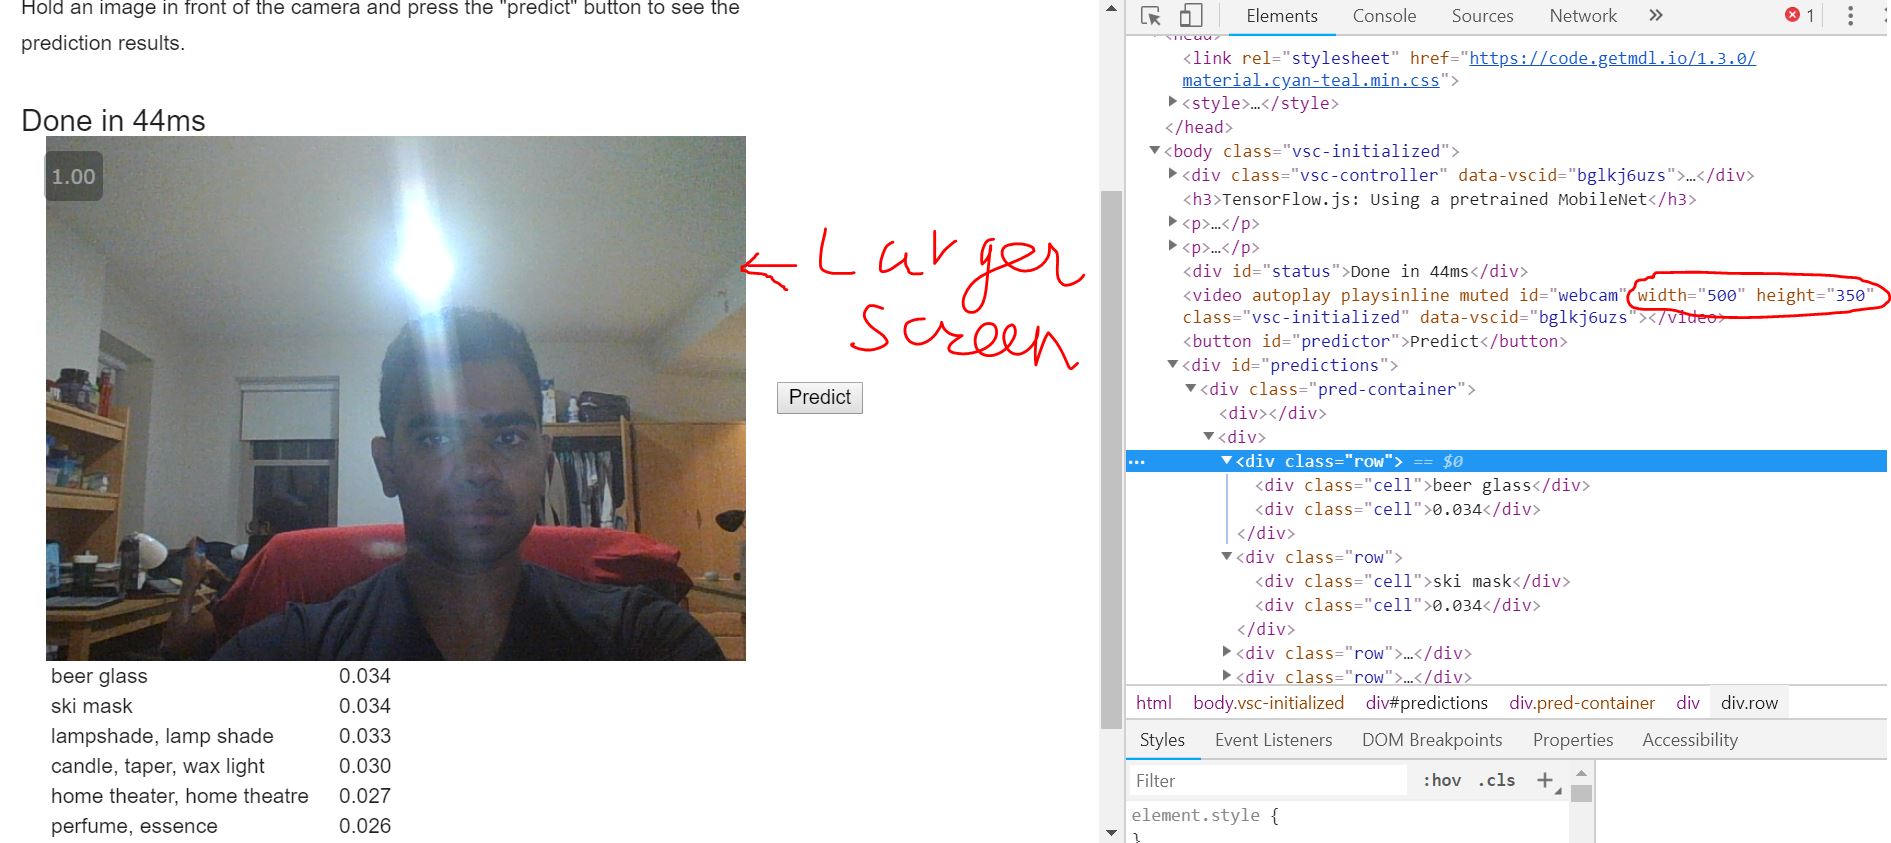 Hold an image in front of the camera and press the "predict" button to see the
prediction results.
Done in 44ms
1.00
← Larger
Screen
Predict
beer glass 0.034
ski mask 0.034
lampshade, lamp shade 0.033
candle, taper, wax light 0.030
home theater, home theatre 0.027
perfume, essence 0.026
Elements Console Sources Network » 1
<head>
<link rel="stylesheet" href="https://code.getmdl.io/1.3.0/
material.cyan-teal.min.css">
<style>…</style>
</head>
<body class="vsc-initialized">
<div class="vsc-controller" data-vscid="bglkj6uzs">…</div>
<h3>TensorFlow.js: Using a pretrained MobileNet</h3>
<p>…</p>
<p>…</p>
<div id="status">Done in 44ms</div>
<video autoplay playsinline muted id="webcam" width="500" height="350"
class="vsc-initialized" data-vscid="bglkj6uzs"></video>
<button id="predictor">Predict</button>
<div id="predictions">
<div class="pred-container">
<div></div>
<div>
… <div class="row"> == $0
<div class="cell">beer glass</div>
<div class="cell">0.034</div>
</div>
<div class="row">
<div class="cell">ski mask</div>
<div class="cell">0.034</div>
</div>
<div class="row">…</div>
<div class="row">…</div>
html body.vsc-initialized div#predictions div.pred-container div div.row
Styles Event Listeners DOM Breakpoints Properties Accessibility
Filter :hov .cls +
element.style {
}